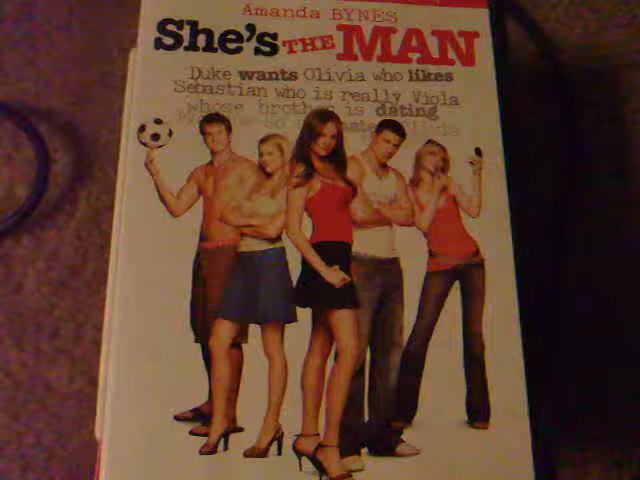 Amanda BYNES
She's THE MAN
Duke wants Olivia who likes
Sebastian who is really Viola
whose brother is dating
so